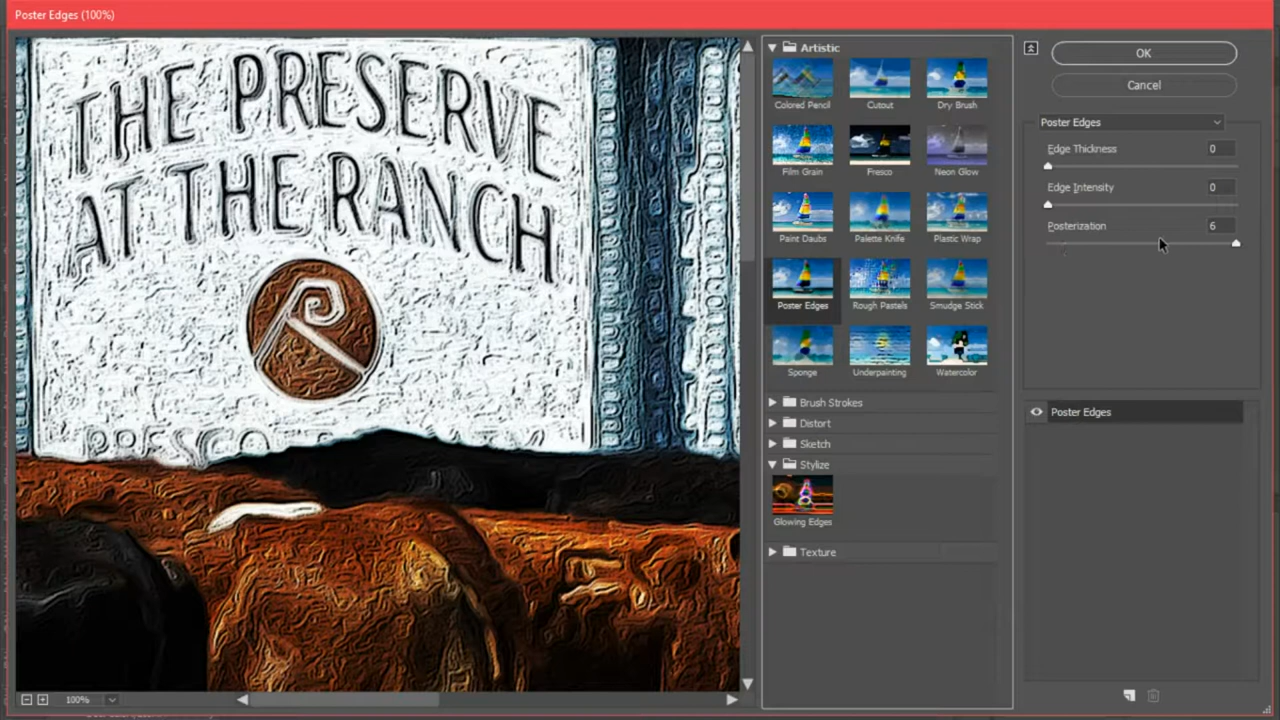 Poster Edges (100%)
THE PRESERVE
AT THE RANCH
R
Artistic
Colored Pencil
Cutout
Dry Brush
Film Grain
Fresco
Neon Glow
Paint Daubs
Palette Knife
Plastic Wrap
Poster Edges
Rough Pastels
Smudge Stick
Sponge
Underpainting
Watercolor
Brush Strokes
Distort
Sketch
Stylize
Glowing Edges
Texture
OK
Cancel
Poster Edges
Edge Thickness 0
Edge Intensity 0
Posterization 6
Poster Edges
100%